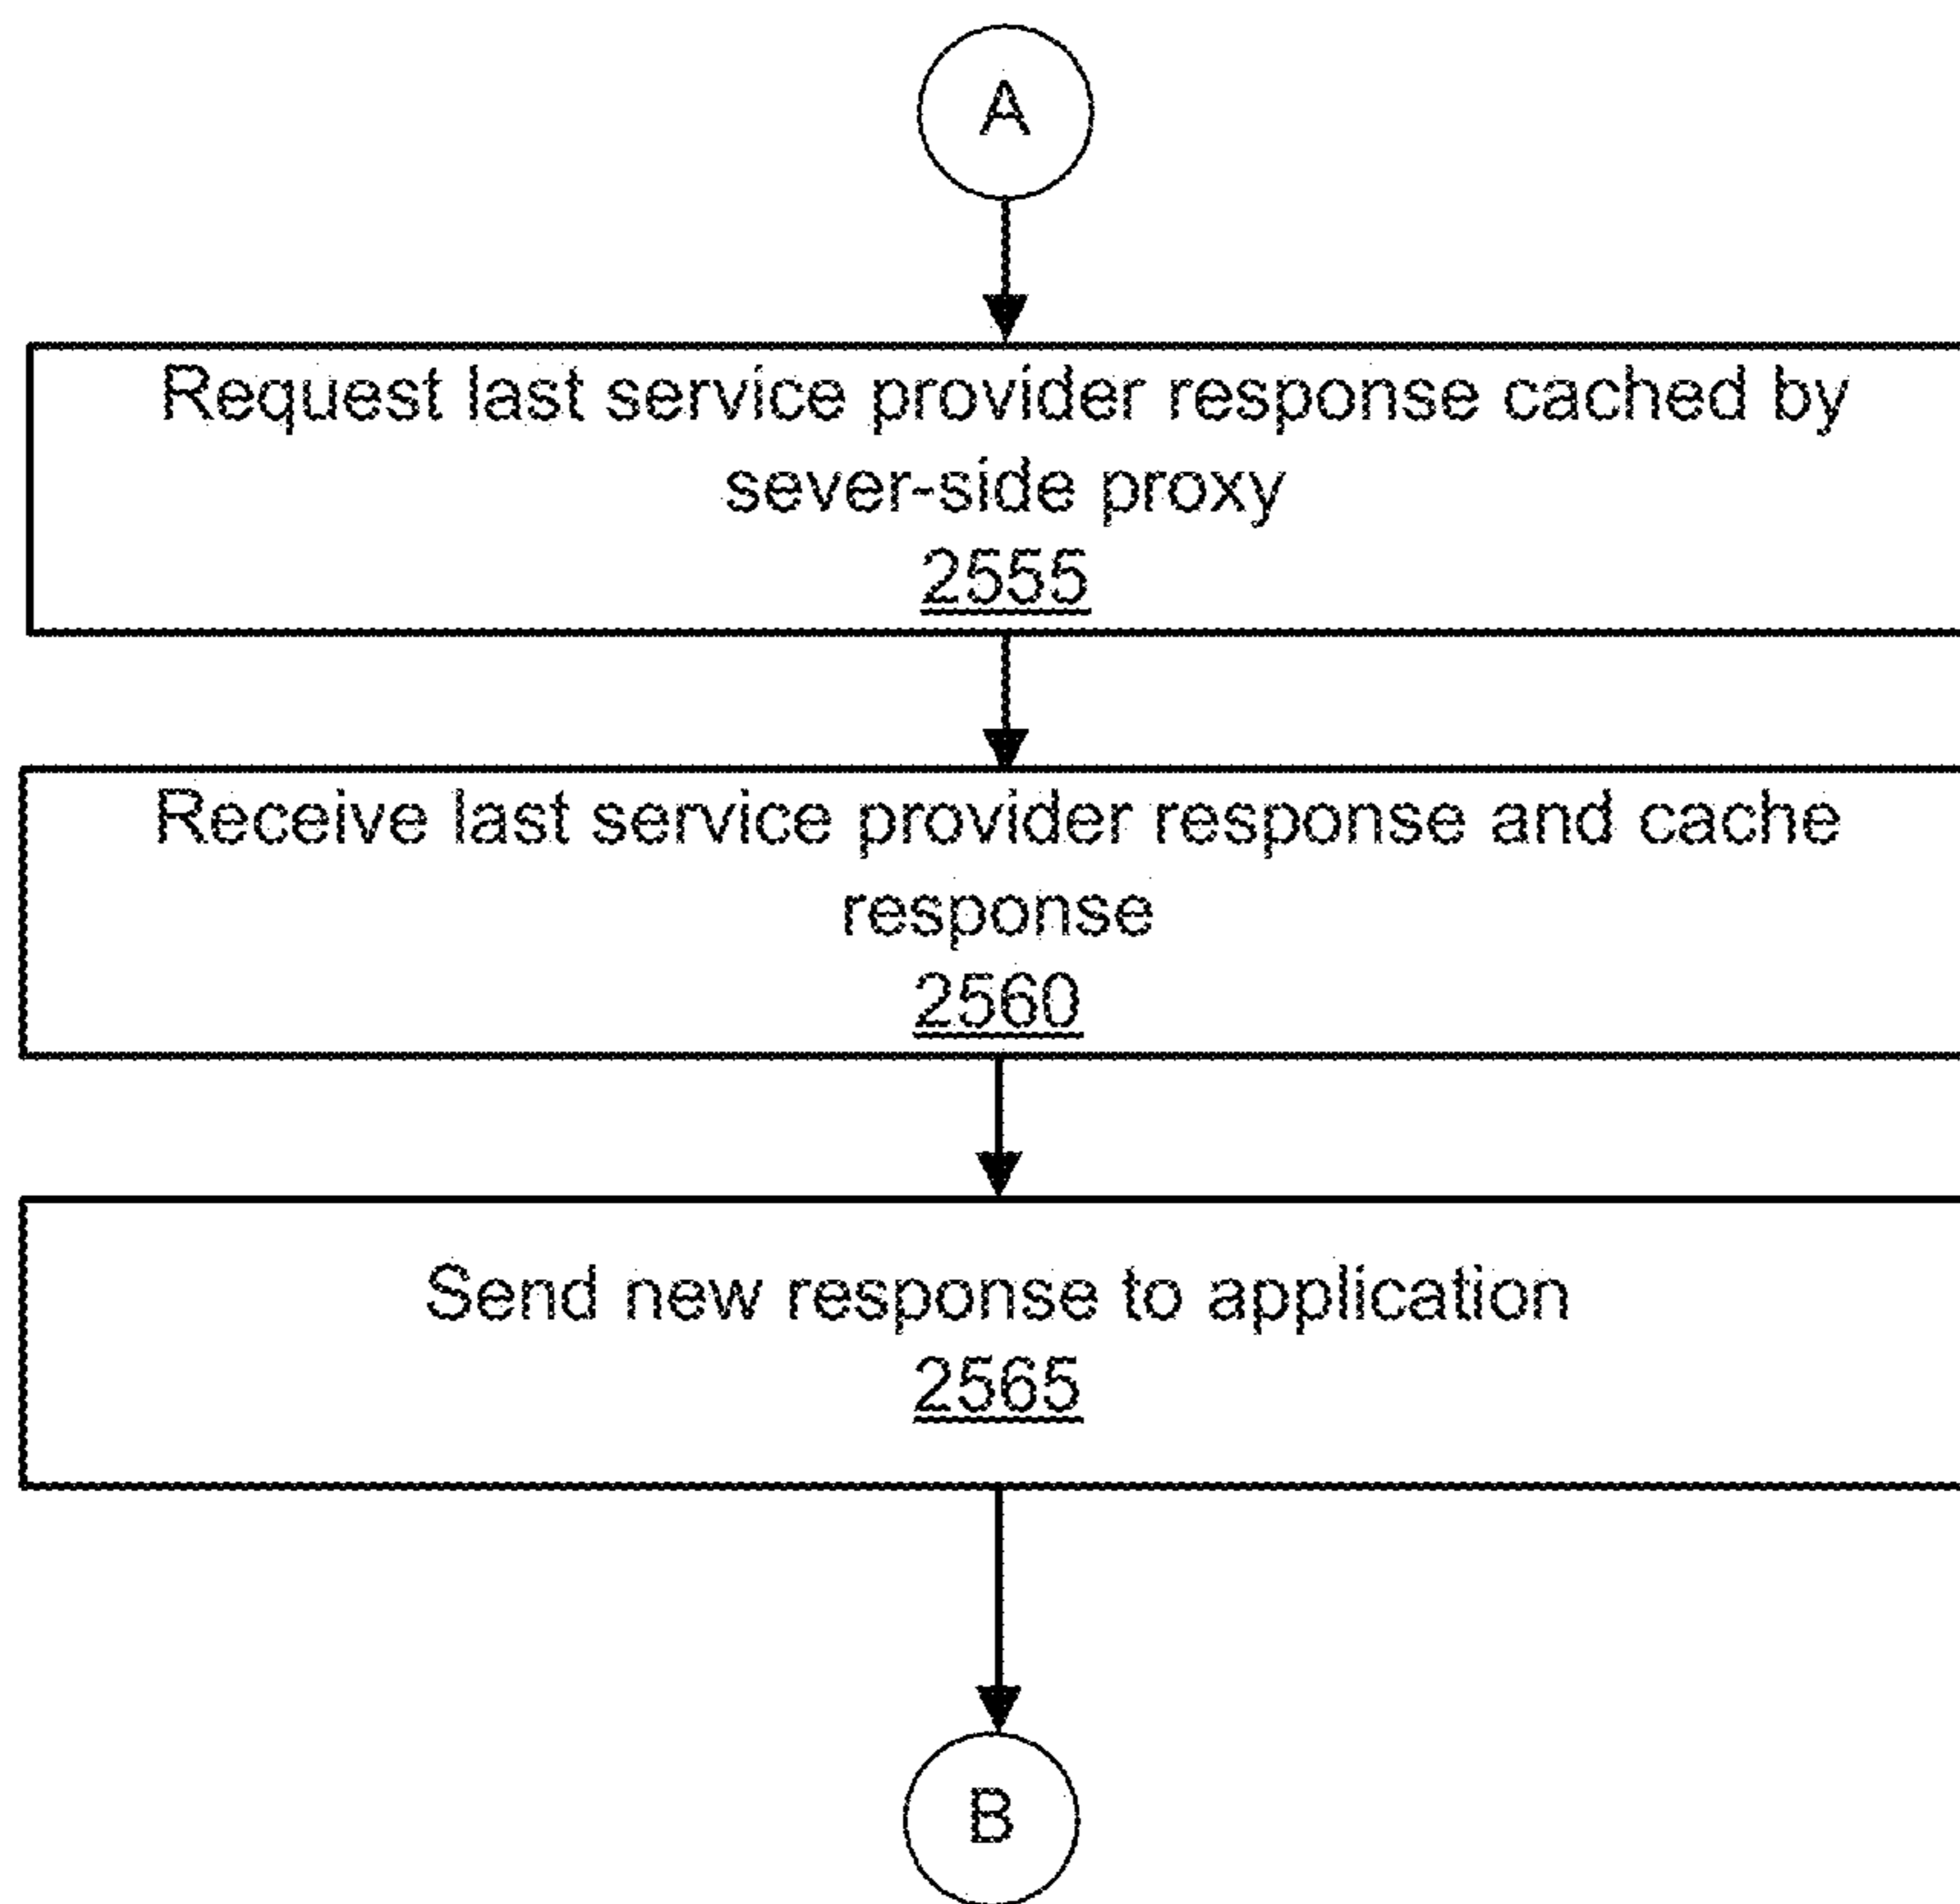 A
Request last service provider response cached by
sever-side proxy
2555
Receive last service provider response and cache
response
2560
Send new response to application
2565
B